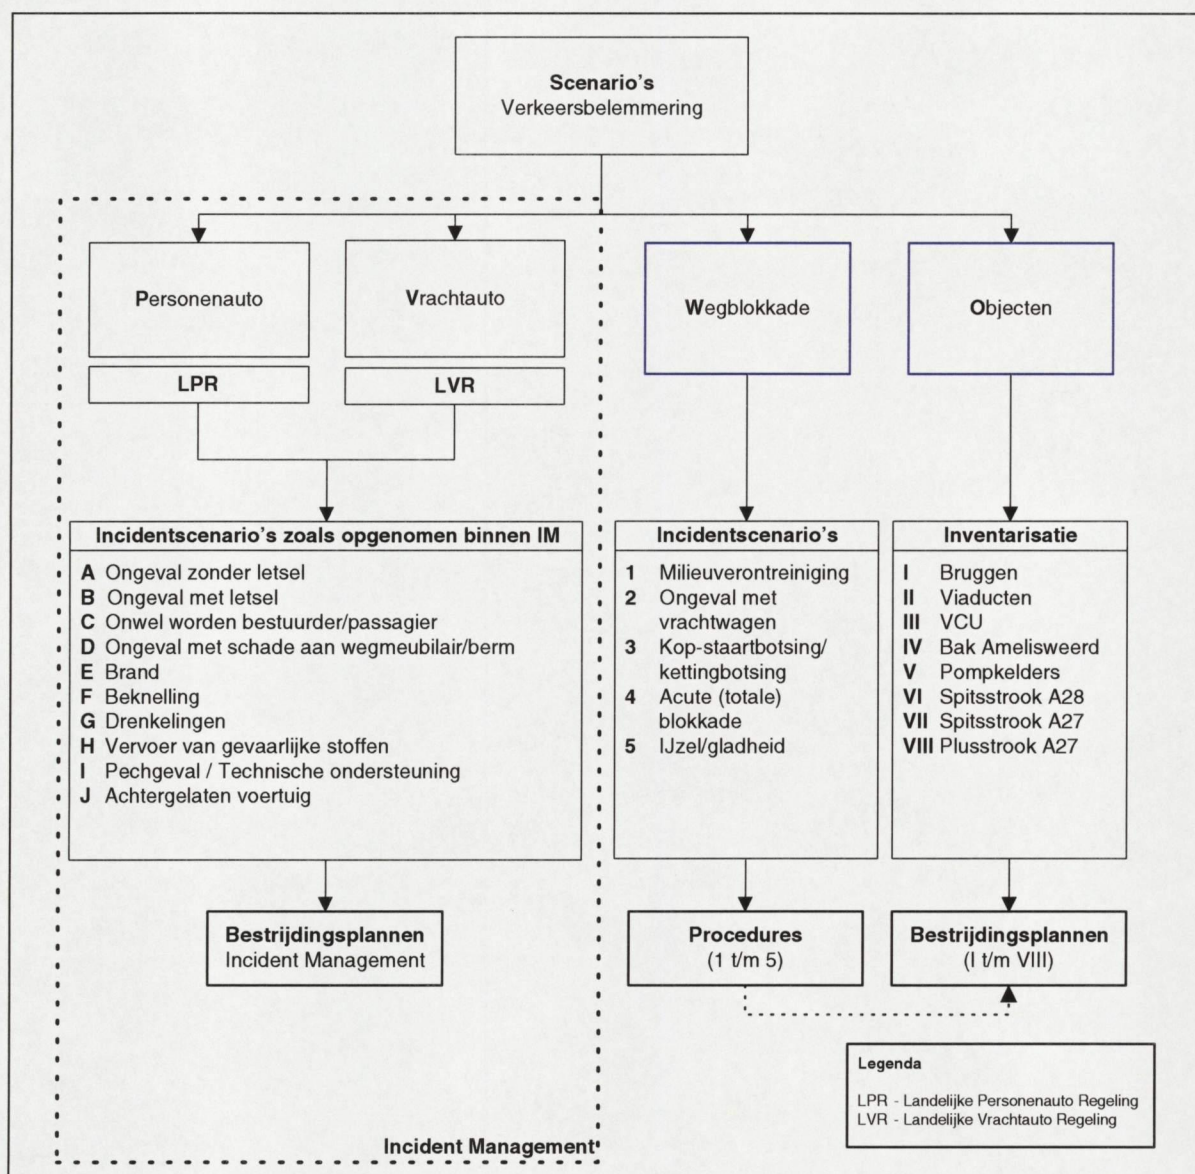 Scenario's
Verkeersbelemmering
Personenauto
Vrachtauto
Wegblokkade
Objecten
LPR
LVR
Incidentscenario's zoals opgenomen binnen IM
A Ongeval zonder letsel
B Ongeval met letsel
C Onwel worden bestuurder/passagier
D Ongeval met schade aan wegmeubilair/berm
E Brand
F Beknelling
G Drenkelingen
H Vervoer van gevaarlijke stoffen
I Pechgeval / Technische ondersteuning
J Achtergelaten voertuig
Incidentscenario's
1 Milieuverontreiniging
2 Ongeval met
vrachtwagen
3 Kop-staartbotsing/
kettingbotsing
4 Acute (totale)
blokkade
5 IJzel/gladheid
Inventarisatie
I Bruggen
II Viaducten
III VCU
IV Bak Amelisweerd
V Pompkelders
VI Spitsstrook A28
VII Spitsstrook A27
VIII Plusstrook A27
Bestrijdingsplannen
Incident Management
Procedures
(1 t/m 5)
Bestrijdingsplannen
(I t/m VIII)
Legenda
LPR - Landelijke Personenauto Regeling
LVR - Landelijke Vrachtauto Regeling
Incident Management